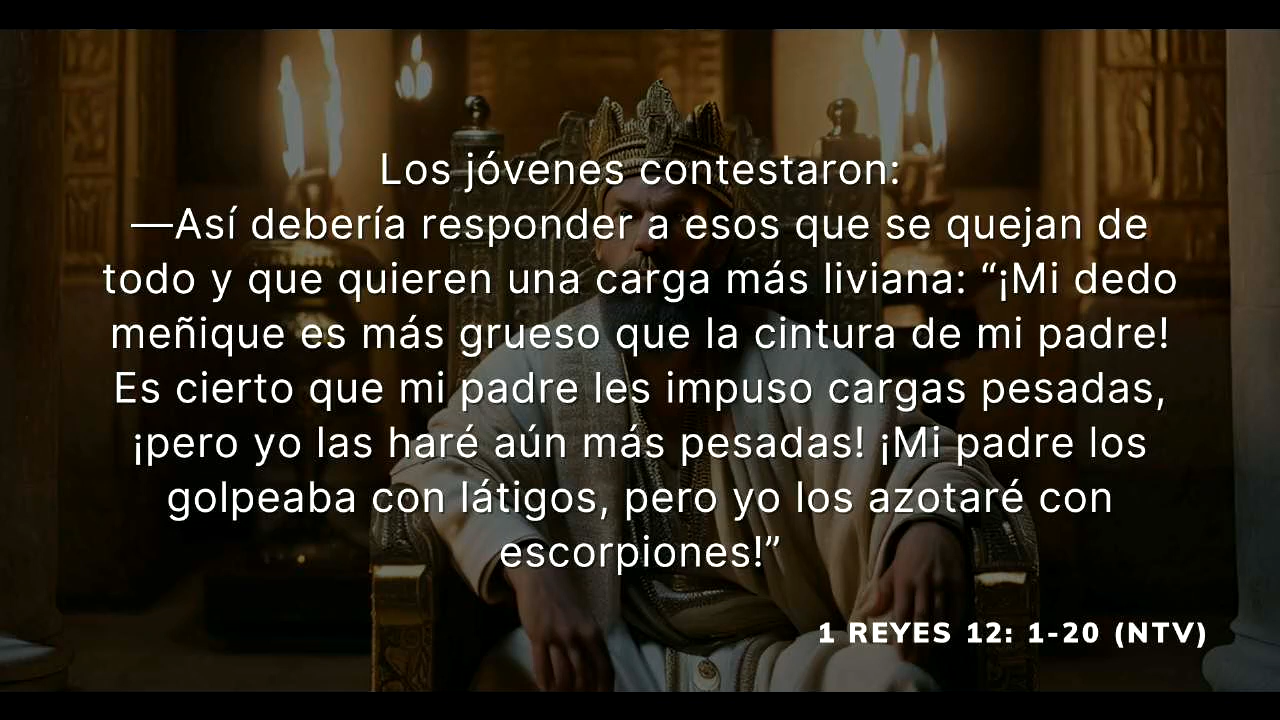 Los jóvenes contestaron:
—Así debería responder a esos que se quejan de
todo y que quieren una carga más liviana: “¡Mi dedo
meñique es más grueso que la cintura de mi padre!
Es cierto que mi padre les impuso cargas pesadas,
¡pero yo las haré aún más pesadas! ¡Mi padre los
golpeaba con látigos, pero yo los azotaré con
escorpiones!”
1 REYES 12: 1-20 (NTV)